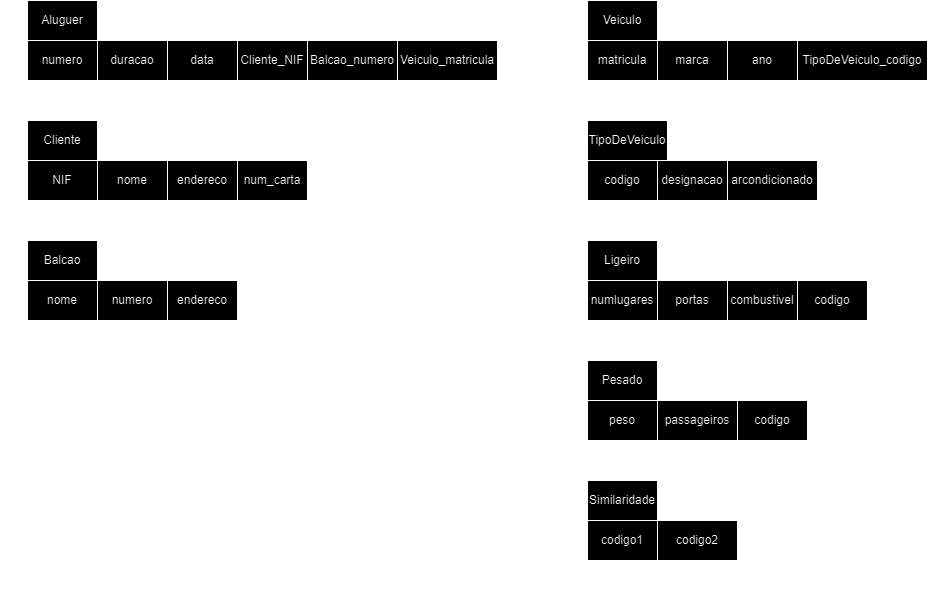 Aluguer
numero duracao data Cliente_NIF Balcao_numero Veiculo_matricula
Cliente
NIF nome endereco num_carta
Balcao
nome numero endereco
Veiculo
matricula marca ano TipoDeVeiculo_codigo
TipoDeVeiculo
codigo designacao arcondicionado
Ligeiro
numlugares portas combustivel codigo
Pesado
peso passageiros codigo
Similaridade
codigo1 codigo2